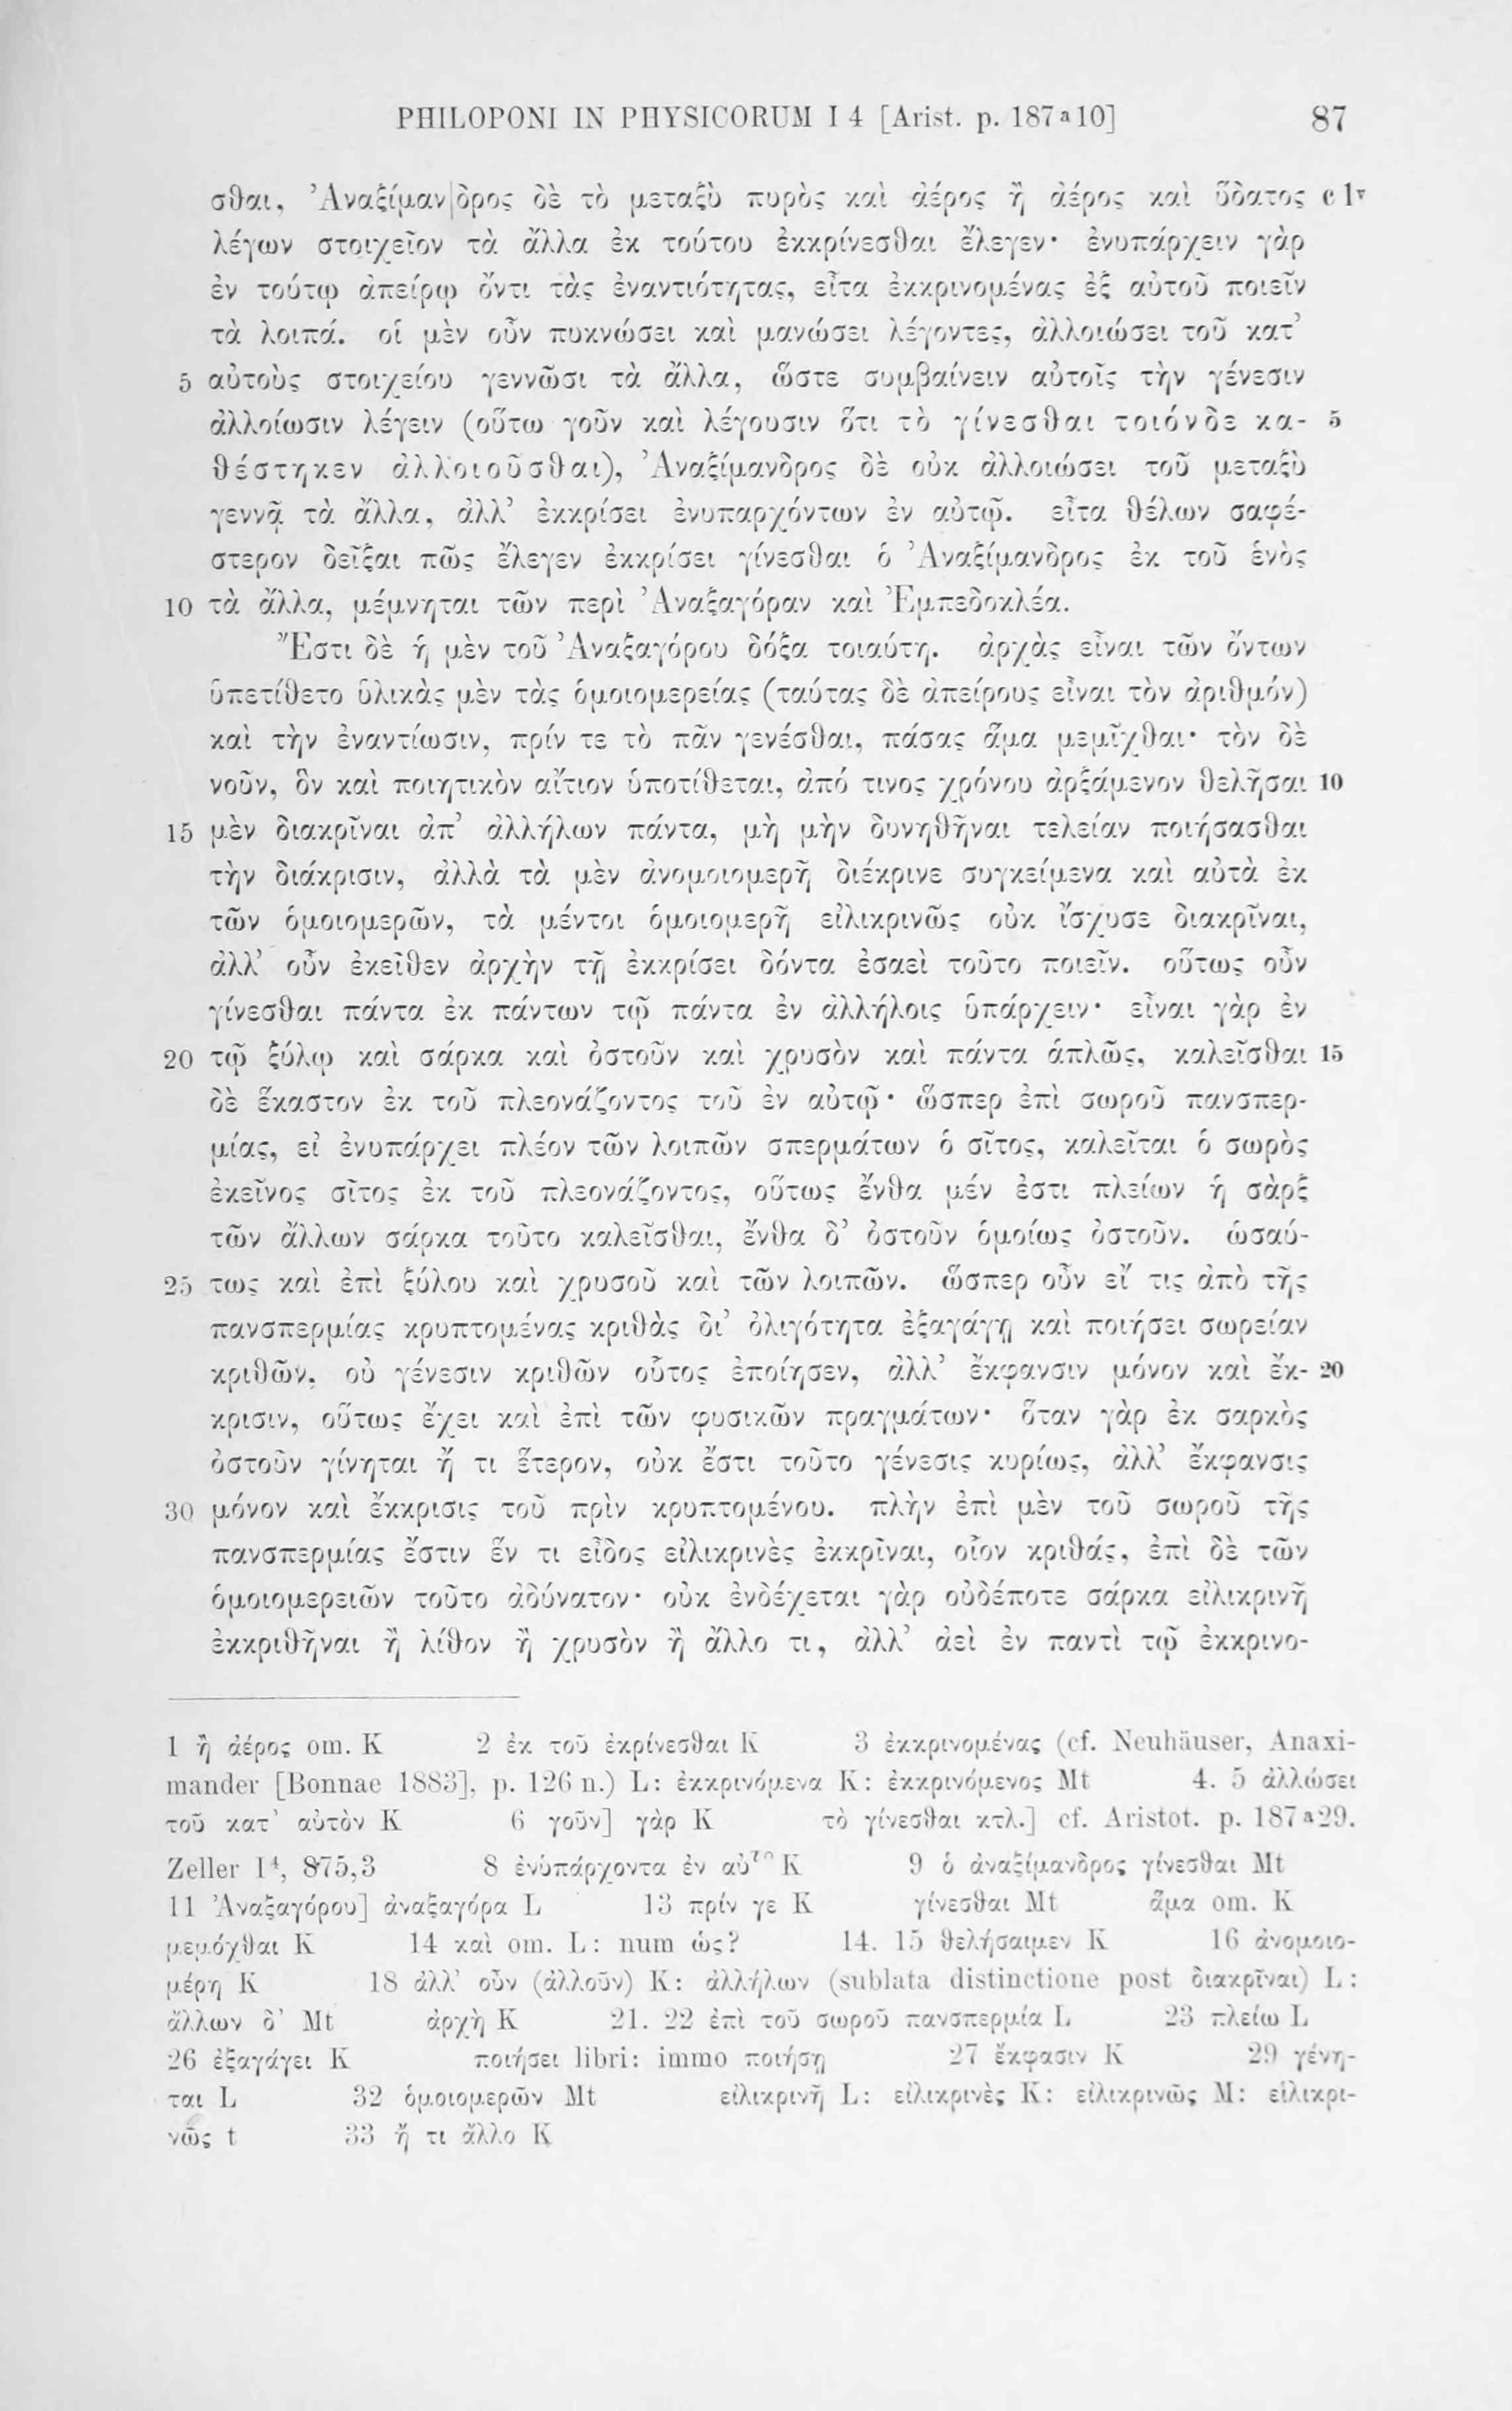 PHILOPONI IN PHYSICORUM I 4 [Arist. p. 187ᵃ10] 87
σθαι, Ἀναξίμαν|δρος δὲ τὸ μεταξὺ πυρὸς καὶ ἀέρος ἢ ἀέρος καὶ ὕδατος c 1ᵛ
λέγων στοιχεῖον τὰ ἄλλα ἐκ τούτου ἐκκρίνεσθαι ἔλεγεν· ἐνυπάρχειν γὰρ
ἐν τούτῳ ἀπείρῳ ὄντι τὰς ἐναντιότητας, εἶτα ἐκκρινομένας ἐξ αὐτοῦ ποιεῖν
τὰ λοιπά. οἱ μὲν οὖν πυκνώσει καὶ μανώσει λέγοντες, ἀλλοιώσει τοῦ κατ’
5 αὐτοὺς στοιχείου γεννῶσι τὰ ἄλλα, ὥστε συμβαίνειν αὐτοῖς τὴν γένεσιν
ἀλλοίωσιν λέγειν (οὕτω γοῦν καὶ λέγουσιν ὅτι τὸ γίνεσθαι τοιόνδε κα- 5
θέστηκεν ἀλλοιοῦσθαι), Ἀναξίμανδρος δὲ οὐκ ἀλλοιώσει τοῦ μεταξὺ
γεννᾷ τὰ ἄλλα, ἀλλ’ ἐκκρίσει ἐνυπαρχόντων ἐν αὐτῷ. εἶτα θέλων σαφέ-
στερον δεῖξαι πῶς ἔλεγεν ἐκκρίσει γίνεσθαι ὁ Ἀναξίμανδρος ἐκ τοῦ ἑνὸς
10 τὰ ἄλλα, μέμνηται τῶν περὶ Ἀναξαγόραν καὶ Ἐμπεδοκλέα.
Ἔστι δὲ ἡ μὲν τοῦ Ἀναξαγόρου δόξα τοιαύτη. ἀρχὰς εἶναι τῶν ὄντων
ὑπετίθετο ὑλικὰς μὲν τὰς ὁμοιομερείας (ταύτας δὲ ἀπείρους εἶναι τὸν ἀριθμόν)
καὶ τὴν ἐναντίωσιν, πρίν τε τὸ πᾶν γενέσθαι, πάσας ἅμα μεμῖχθαι· τὸν δὲ
νοῦν, ὃν καὶ ποιητικὸν αἴτιον ὑποτίθεται, ἀπό τινος χρόνου ἀρξάμενον θελῆσαι 10
15 μὲν διακρῖναι ἀπ’ ἀλλήλων πάντα, μὴ μὴν δυνηθῆναι τελείαν ποιήσασθαι
τὴν διάκρισιν, ἀλλὰ τὰ μὲν ἀνομοιομερῆ διέκρινε συγκείμενα καὶ αὐτὰ ἐκ
τῶν ὁμοιομερῶν, τὰ μέντοι ὁμοιομερῆ εἰλικρινῶς οὐκ ἴσχυσε διακρῖναι,
ἀλλ’ οὖν ἐκεῖθεν ἀρχὴν τῇ ἐκκρίσει δόντα ἐσαεὶ τοῦτο ποιεῖν. οὕτως οὖν
γίνεσθαι πάντα ἐκ πάντων τῷ πάντα ἐν ἀλλήλοις ὑπάρχειν· εἶναι γὰρ ἐν
20 τῷ ξύλῳ καὶ σάρκα καὶ ὀστοῦν καὶ χρυσὸν καὶ πάντα ἁπλῶς, καλεῖσθαι 15
δὲ ἕκαστον ἐκ τοῦ πλεονάζοντος τοῦ ἐν αὐτῷ· ὥσπερ ἐπὶ σωροῦ πανσπερ-
μίας, εἰ ἐνυπάρχει πλέον τῶν λοιπῶν σπερμάτων ὁ σῖτος, καλεῖται ὁ σωρὸς
ἐκεῖνος σῖτος ἐκ τοῦ πλεονάζοντος, οὕτως ἔνθα μέν ἐστι πλείων ἡ σὰρξ
τῶν ἄλλων σάρκα τοῦτο καλεῖσθαι, ἔνθα δ’ ὀστοῦν ὁμοίως ὀστοῦν. ὡσαύ-
25 τως καὶ ἐπὶ ξύλου καὶ χρυσοῦ καὶ τῶν λοιπῶν. ὥσπερ οὖν εἴ τις ἀπὸ τῆς
πανσπερμίας κρυπτομένας κριθὰς δι’ ὀλιγότητα ἐξαγάγῃ καὶ ποιήσει σωρείαν
κριθῶν, οὐ γένεσιν κριθῶν οὗτος ἐποίησεν, ἀλλ’ ἔκφανσιν μόνον καὶ ἔκ- 20
κρισιν, οὕτως ἔχει καὶ ἐπὶ τῶν φυσικῶν πραγμάτων· ὅταν γὰρ ἐκ σαρκὸς
ὀστοῦν γίνηται ἤ τι ἕτερον, οὐκ ἔστι τοῦτο γένεσις κυρίως, ἀλλ’ ἔκφανσις
30 μόνον καὶ ἔκκρισις τοῦ πρὶν κρυπτομένου. πλὴν ἐπὶ μὲν τοῦ σωροῦ τῆς
πανσπερμίας ἔστιν ἕν τι εἶδος εἰλικρινὲς ἐκκρῖναι, οἷον κριθάς, ἐπὶ δὲ τῶν
ὁμοιομερειῶν τοῦτο ἀδύνατον· οὐκ ἐνδέχεται γὰρ οὐδέποτε σάρκα εἰλικρινῆ
ἐκκριθῆναι ἢ λίθον ἢ χρυσὸν ἢ ἄλλο τι, ἀλλ’ ἀεὶ ἐν παντὶ τῷ ἐκκρινο-
1 ἢ ἀέρος om. K 2 ἐκ τοῦ ἐκρίνεσθαι K 3 ἐκκρινομένας (cf. Neuhäuser, Anaxi-
mander [Bonnae 1883], p. 126 n.) L: ἐκκρινόμενα K: ἐκκρινόμενος Mt 4. 5 ἀλλώσει
τοῦ κατ’ αὐτὸν K 6 γοῦν] γὰρ K τὸ γίνεσθαι κτλ.] cf. Aristot. p. 187ᵃ29.
Zeller I⁴, 875,3 8 ἐνὑπάρχοντα ἐν αὐᵗᵒ K 9 ὁ ἀναξίμανδρος γίνεσθαι Mt
11 Ἀναξαγόρου] ἀναξαγόρα L 13 πρίν γε K γίνεσθαι Mt ἅμα om. K
μεμόχθαι K 14 καὶ om. L: num ὡς? 14. 15 θελήσαιμεν K 16 ἀνομοιο-
μέρη K 18 ἀλλ’ οὖν (ἀλλοῦν) K: ἀλλήλων (sublata distinctione post διακρῖναι) L:
ἄλλων δ’ Mt ἀρχὴ K 21. 22 ἐπὶ τοῦ σωροῦ πανσπερμία L 23 πλείω L
26 ἐξαγάγει K ποιήσει libri: immo ποιήσῃ 27 ἔκφασιν K 29 γένη-
ται L 32 ὁμοιομερῶν Mt εἰλικρινῆ L: εἰλικρινὲς K: εἰλικρινῶς M: εἱλικρι-
νῶς t 33 ἤ τι ἄλλο K